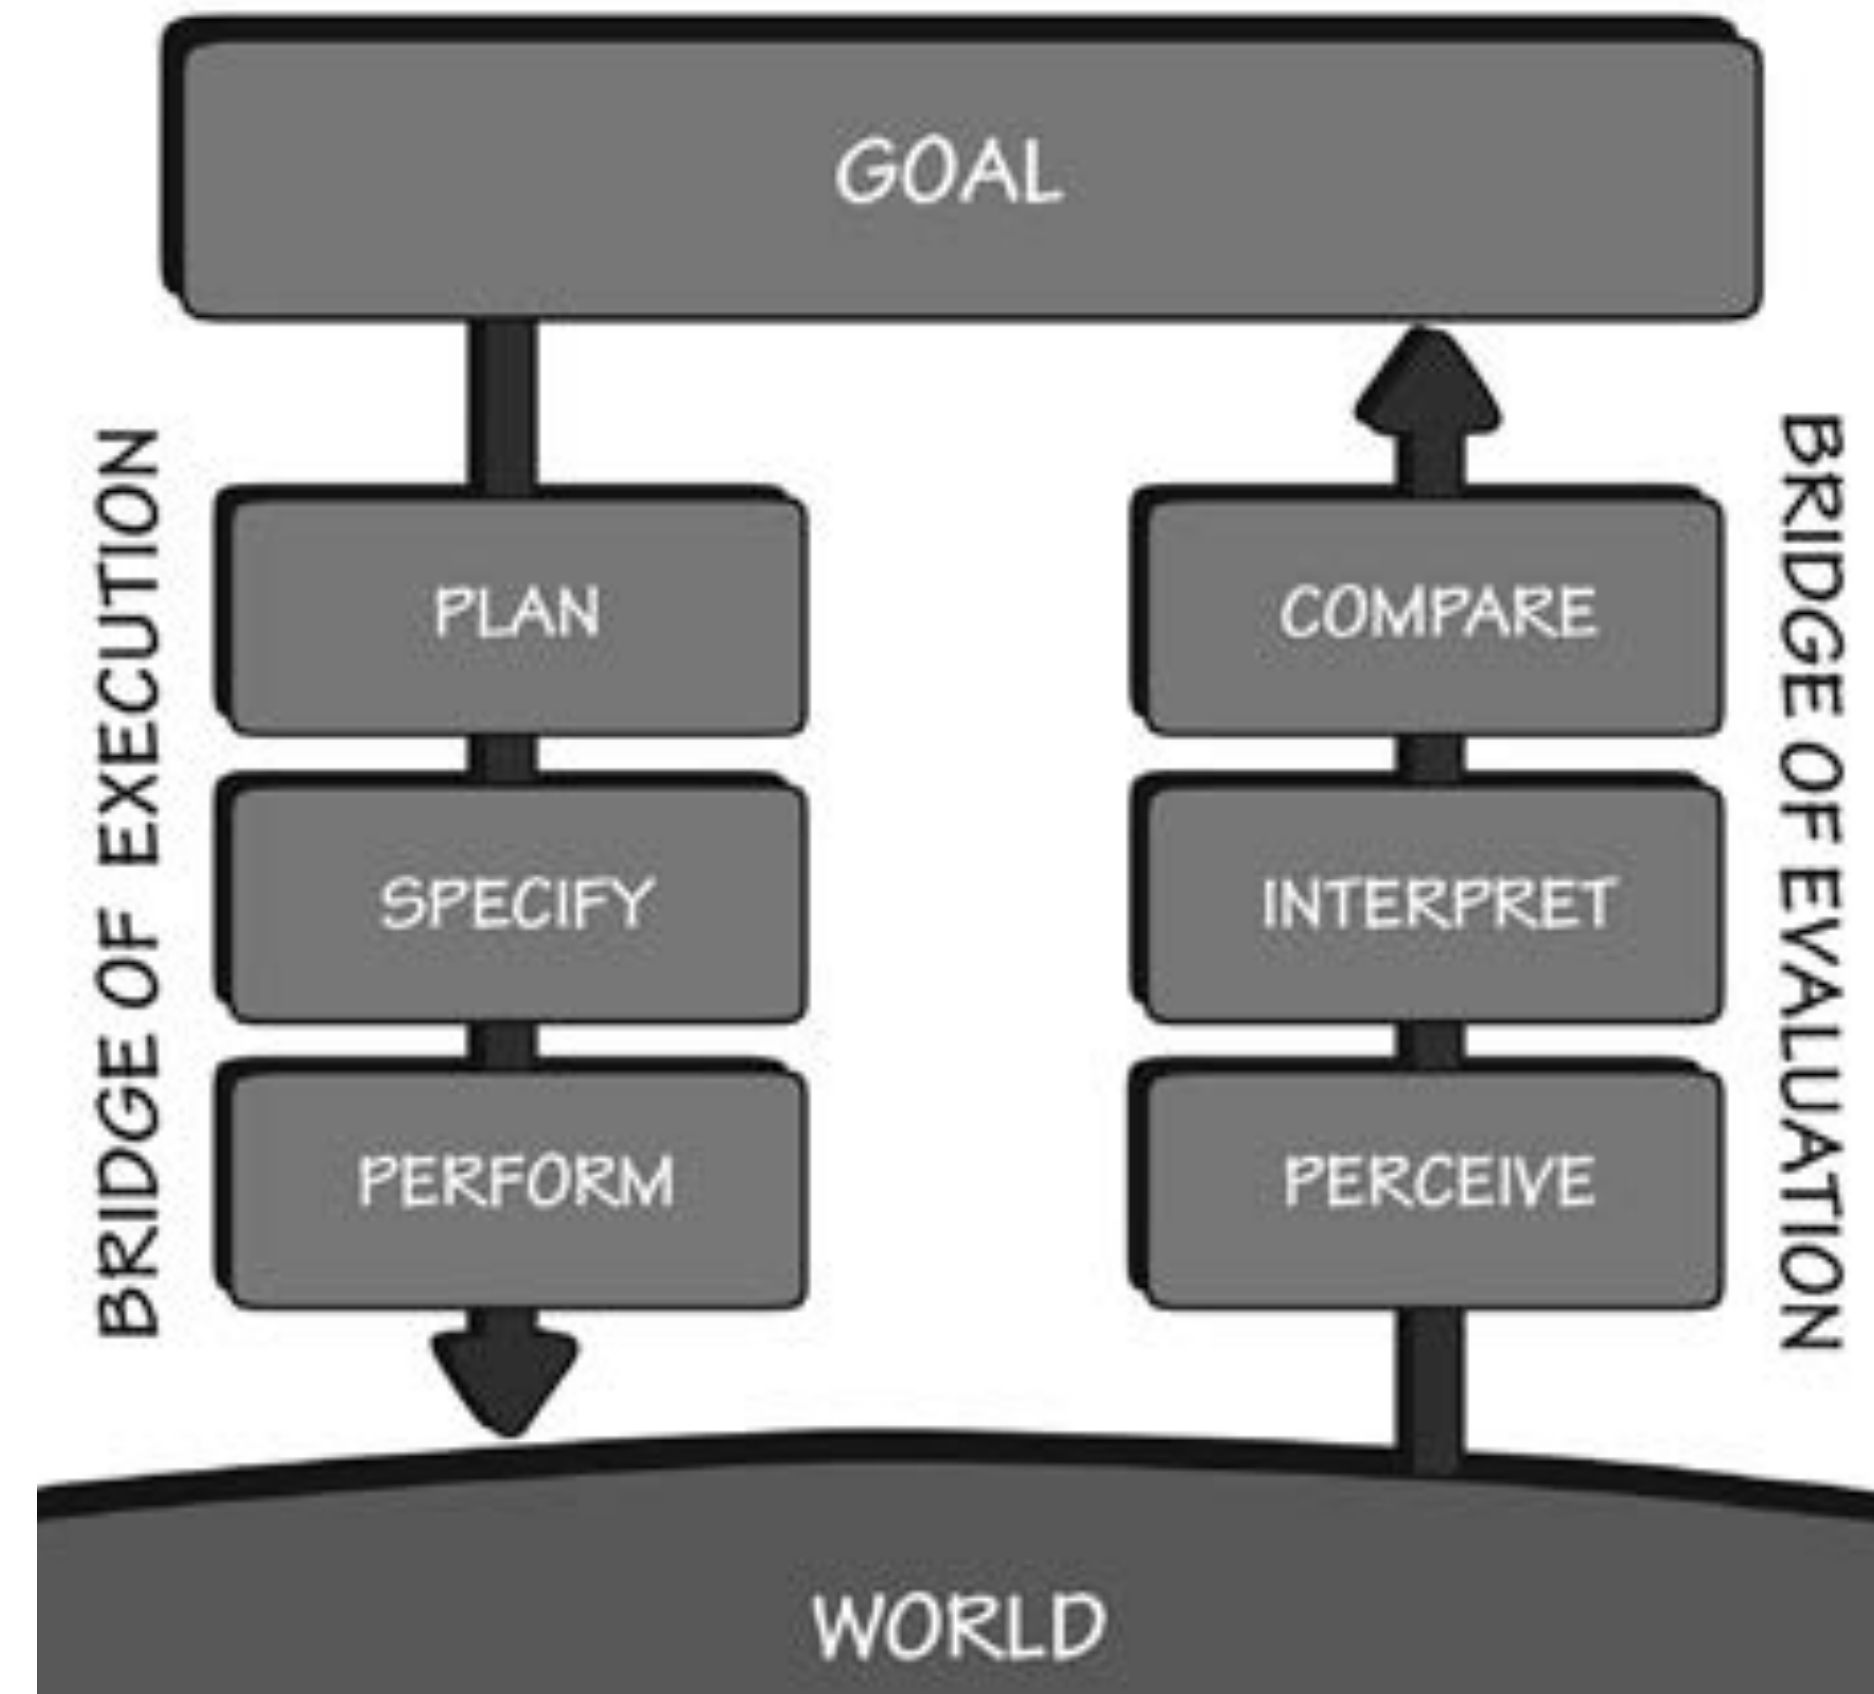 GOAL
BRIDGE OF EXECUTION
PLAN
SPECIFY
PERFORM
COMPARE
INTERPRET
PERCEIVE
BRIDGE OF EVALUATION
WORLD